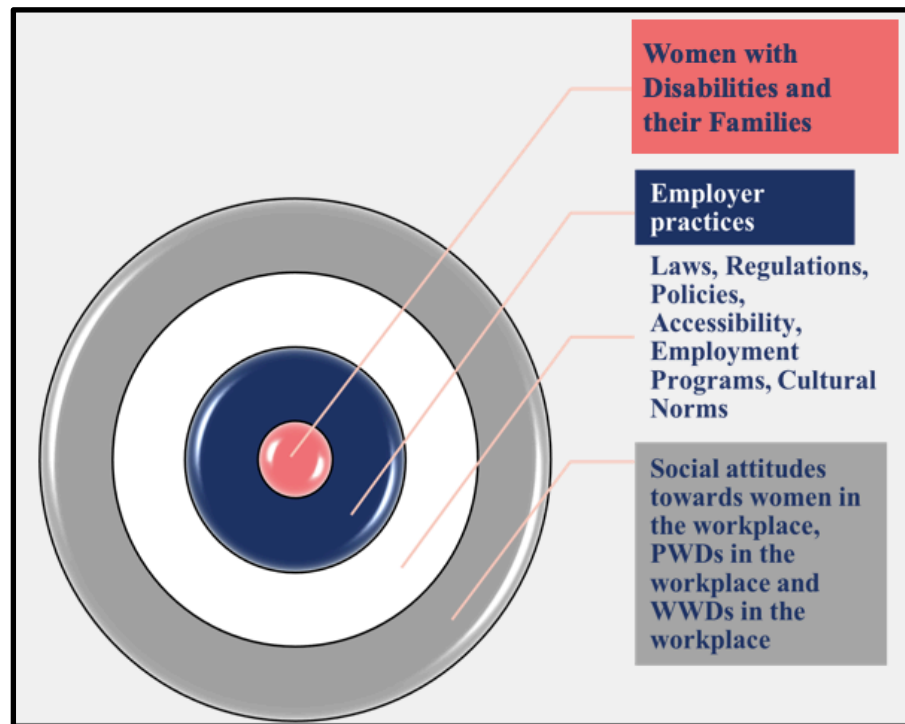 Women with
Disabilities and
their Families
Employer
practices
Laws, Regulations,
Policies,
Accessibility,
Employment
Programs, Cultural
Norms
Social attitudes
towards women in
the workplace,
PWDs in the
workplace and
WWDs in the
workplace